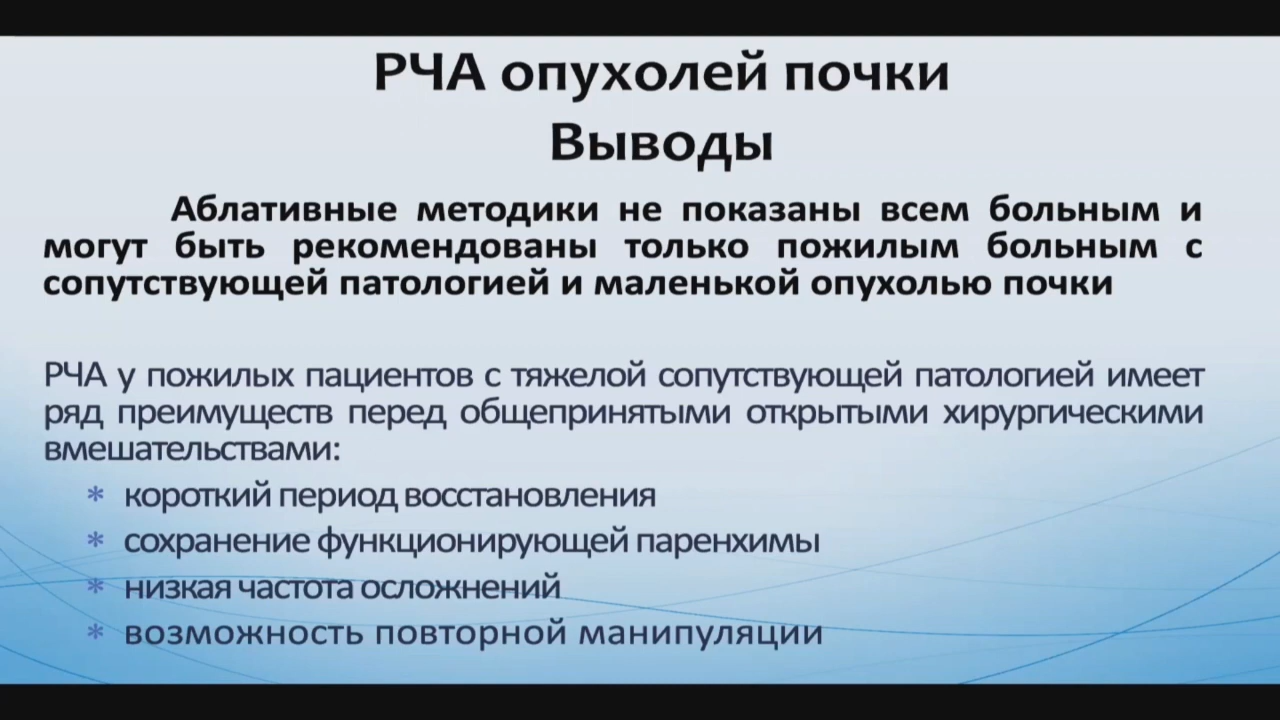 РЧА опухолей почки
Выводы
Аблативные методики не показаны всем больным и
могут быть рекомендованы только пожилым больным с
сопутствующей патологией и маленькой опухолью почки
РЧА у пожилых пациентов с тяжелой сопутствующей патологией имеет
ряд преимуществ перед общепринятыми открытыми хирургическими
вмешательствами:
* короткий период восстановления
* сохранение функционирующей паренхимы
* низкая частота осложнений
* возможность повторной манипуляции